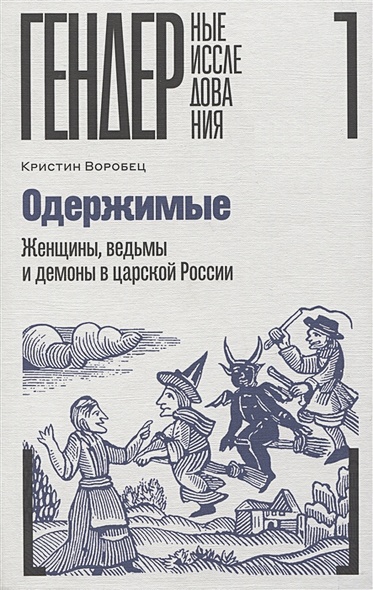 ГЕНДЕР
НЫЕ
ИССЛЕ
ДОВА
НИЯ
1
Кристин Воробец
Одержимые
Женщины, ведьмы
и демоны в царской России